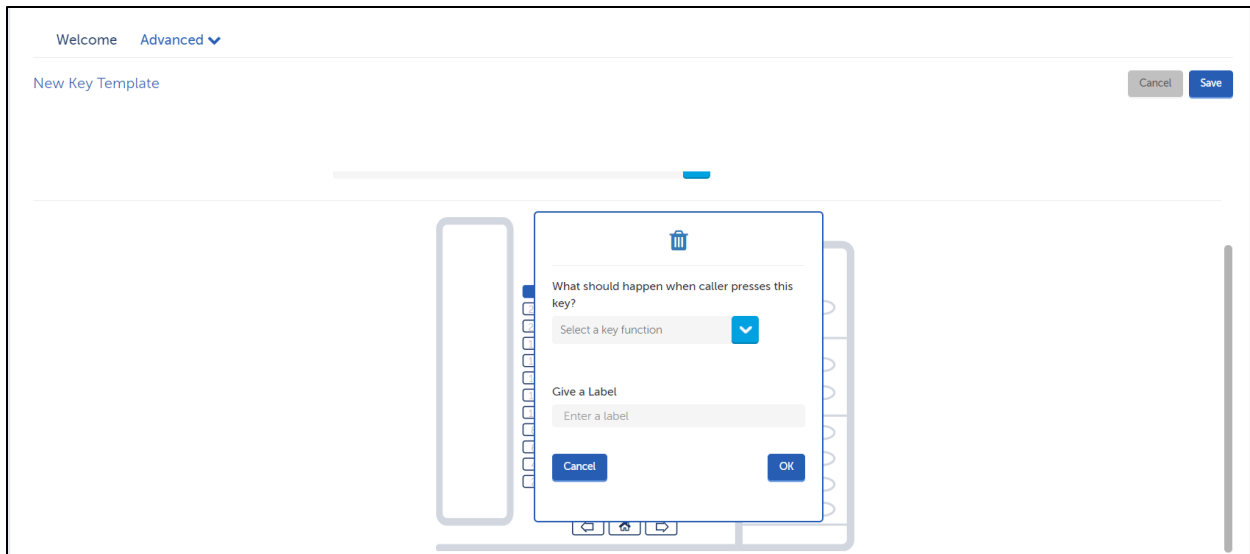 Welcome Advanced
New Key Template
Cancel Save
What should happen when caller presses this
key?
Select a key function
Give a Label
Enter a label
Cancel OK